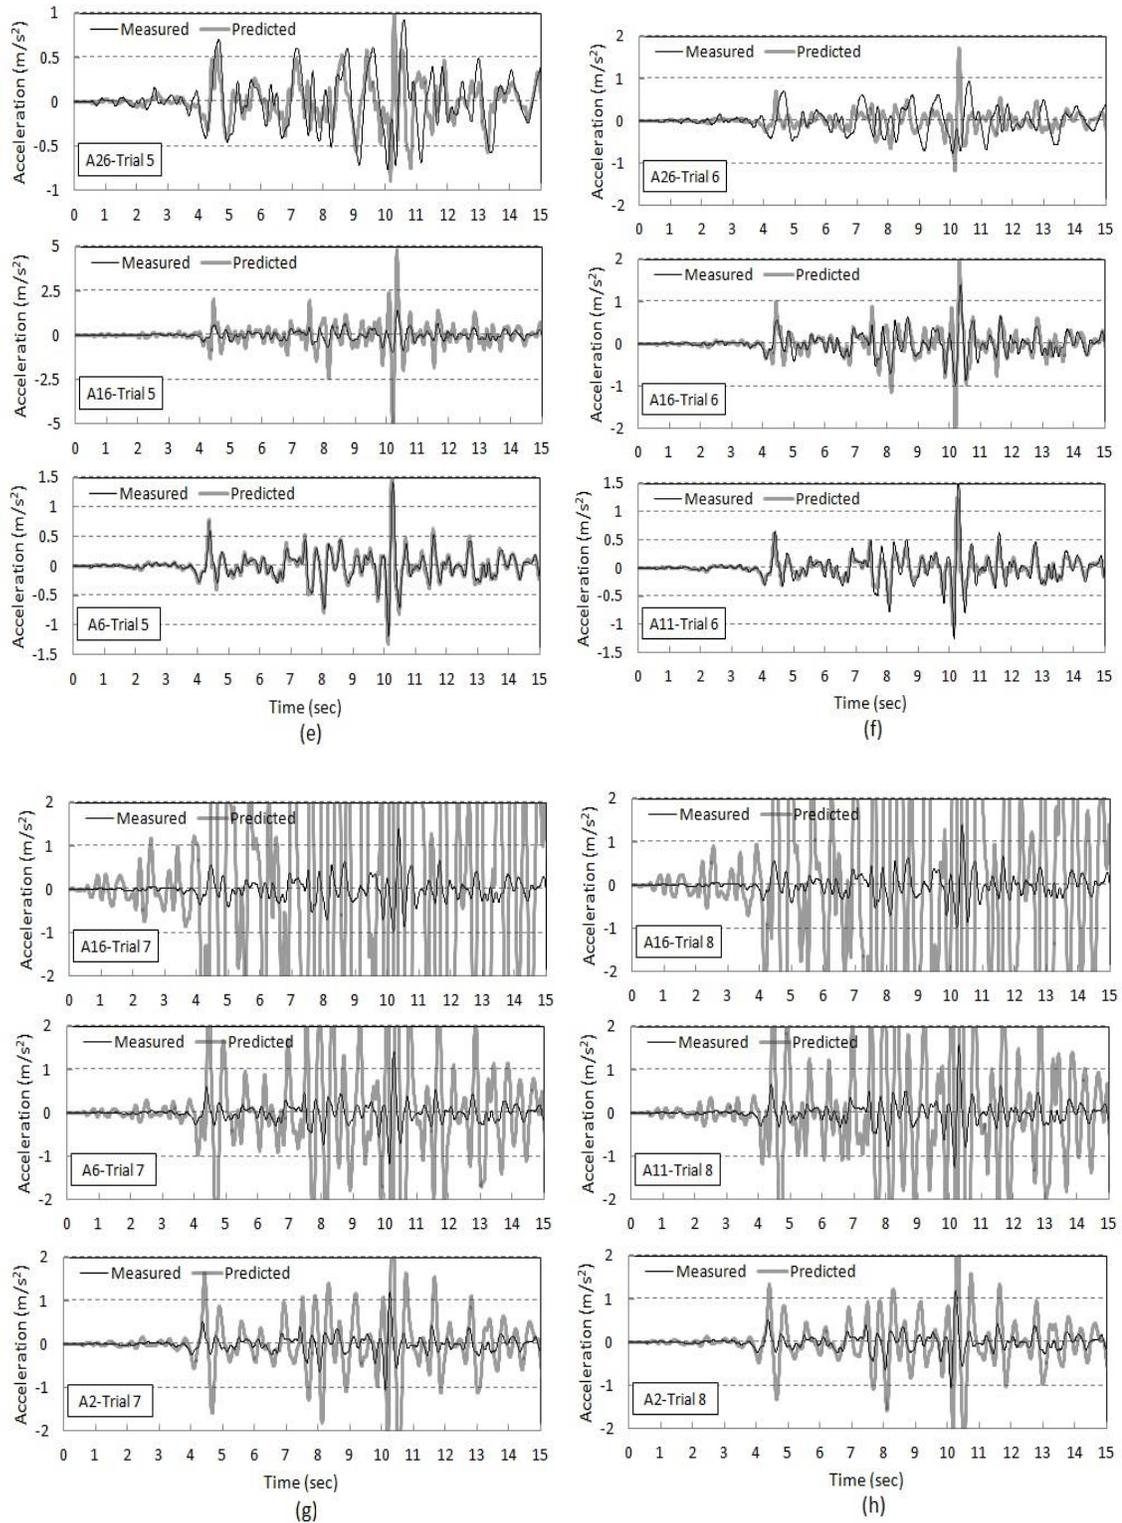 Acceleration (m/s²)
1
0.5
0
-0.5
-1
Measured Predicted
A26-Trial 5
0 1 2 3 4 5 6 7 8 9 10 11 12 13 14 15
Acceleration (m/s²)
5
2.5
0
-2.5
-5
Measured Predicted
A16-Trial 5
0 1 2 3 4 5 6 7 8 9 10 11 12 13 14 15
Acceleration (m/s²)
1.5
1
0.5
0
-0.5
-1
-1.5
Measured Predicted
A6-Trial 5
0 1 2 3 4 5 6 7 8 9 10 11 12 13 14 15
Time (sec)
(e)
Acceleration (m/s²)
2
1
0
-1
-2
Measured Predicted
A26-Trial 6
0 1 2 3 4 5 6 7 8 9 10 11 12 13 14 15
Acceleration (m/s²)
2
1
0
-1
-2
Measured Predicted
A16-Trial 6
0 1 2 3 4 5 6 7 8 9 10 11 12 13 14 15
Acceleration (m/s²)
1.5
1
0.5
0
-0.5
-1
-1.5
Measured Predicted
A11-Trial 6
0 1 2 3 4 5 6 7 8 9 10 11 12 13 14 15
Time (sec)
(f)
Acceleration (m/s²)
2
1
0
-1
-2
Measured Predicted
A16-Trial 7
0 1 2 3 4 5 6 7 8 9 10 11 12 13 14 15
Acceleration (m/s²)
2
1
0
-1
-2
Measured Predicted
A6-Trial 7
0 1 2 3 4 5 6 7 8 9 10 11 12 13 14 15
Acceleration (m/s²)
2
1
0
-1
-2
Measured Predicted
A2-Trial 7
0 1 2 3 4 5 6 7 8 9 10 11 12 13 14 15
Time (sec)
(g)
Acceleration (m/s²)
2
1
0
-1
-2
Measured Predicted
A16-Trial 8
0 1 2 3 4 5 6 7 8 9 10 11 12 13 14 15
Acceleration (m/s²)
2
1
0
-1
-2
Measured Predicted
A11-Trial 8
0 1 2 3 4 5 6 7 8 9 10 11 12 13 14 15
Acceleration (m/s²)
2
1
0
-1
-2
Measured Predicted
A2-Trial 8
0 1 2 3 4 5 6 7 8 9 10 11 12 13 14 15
Time (sec)
(h)